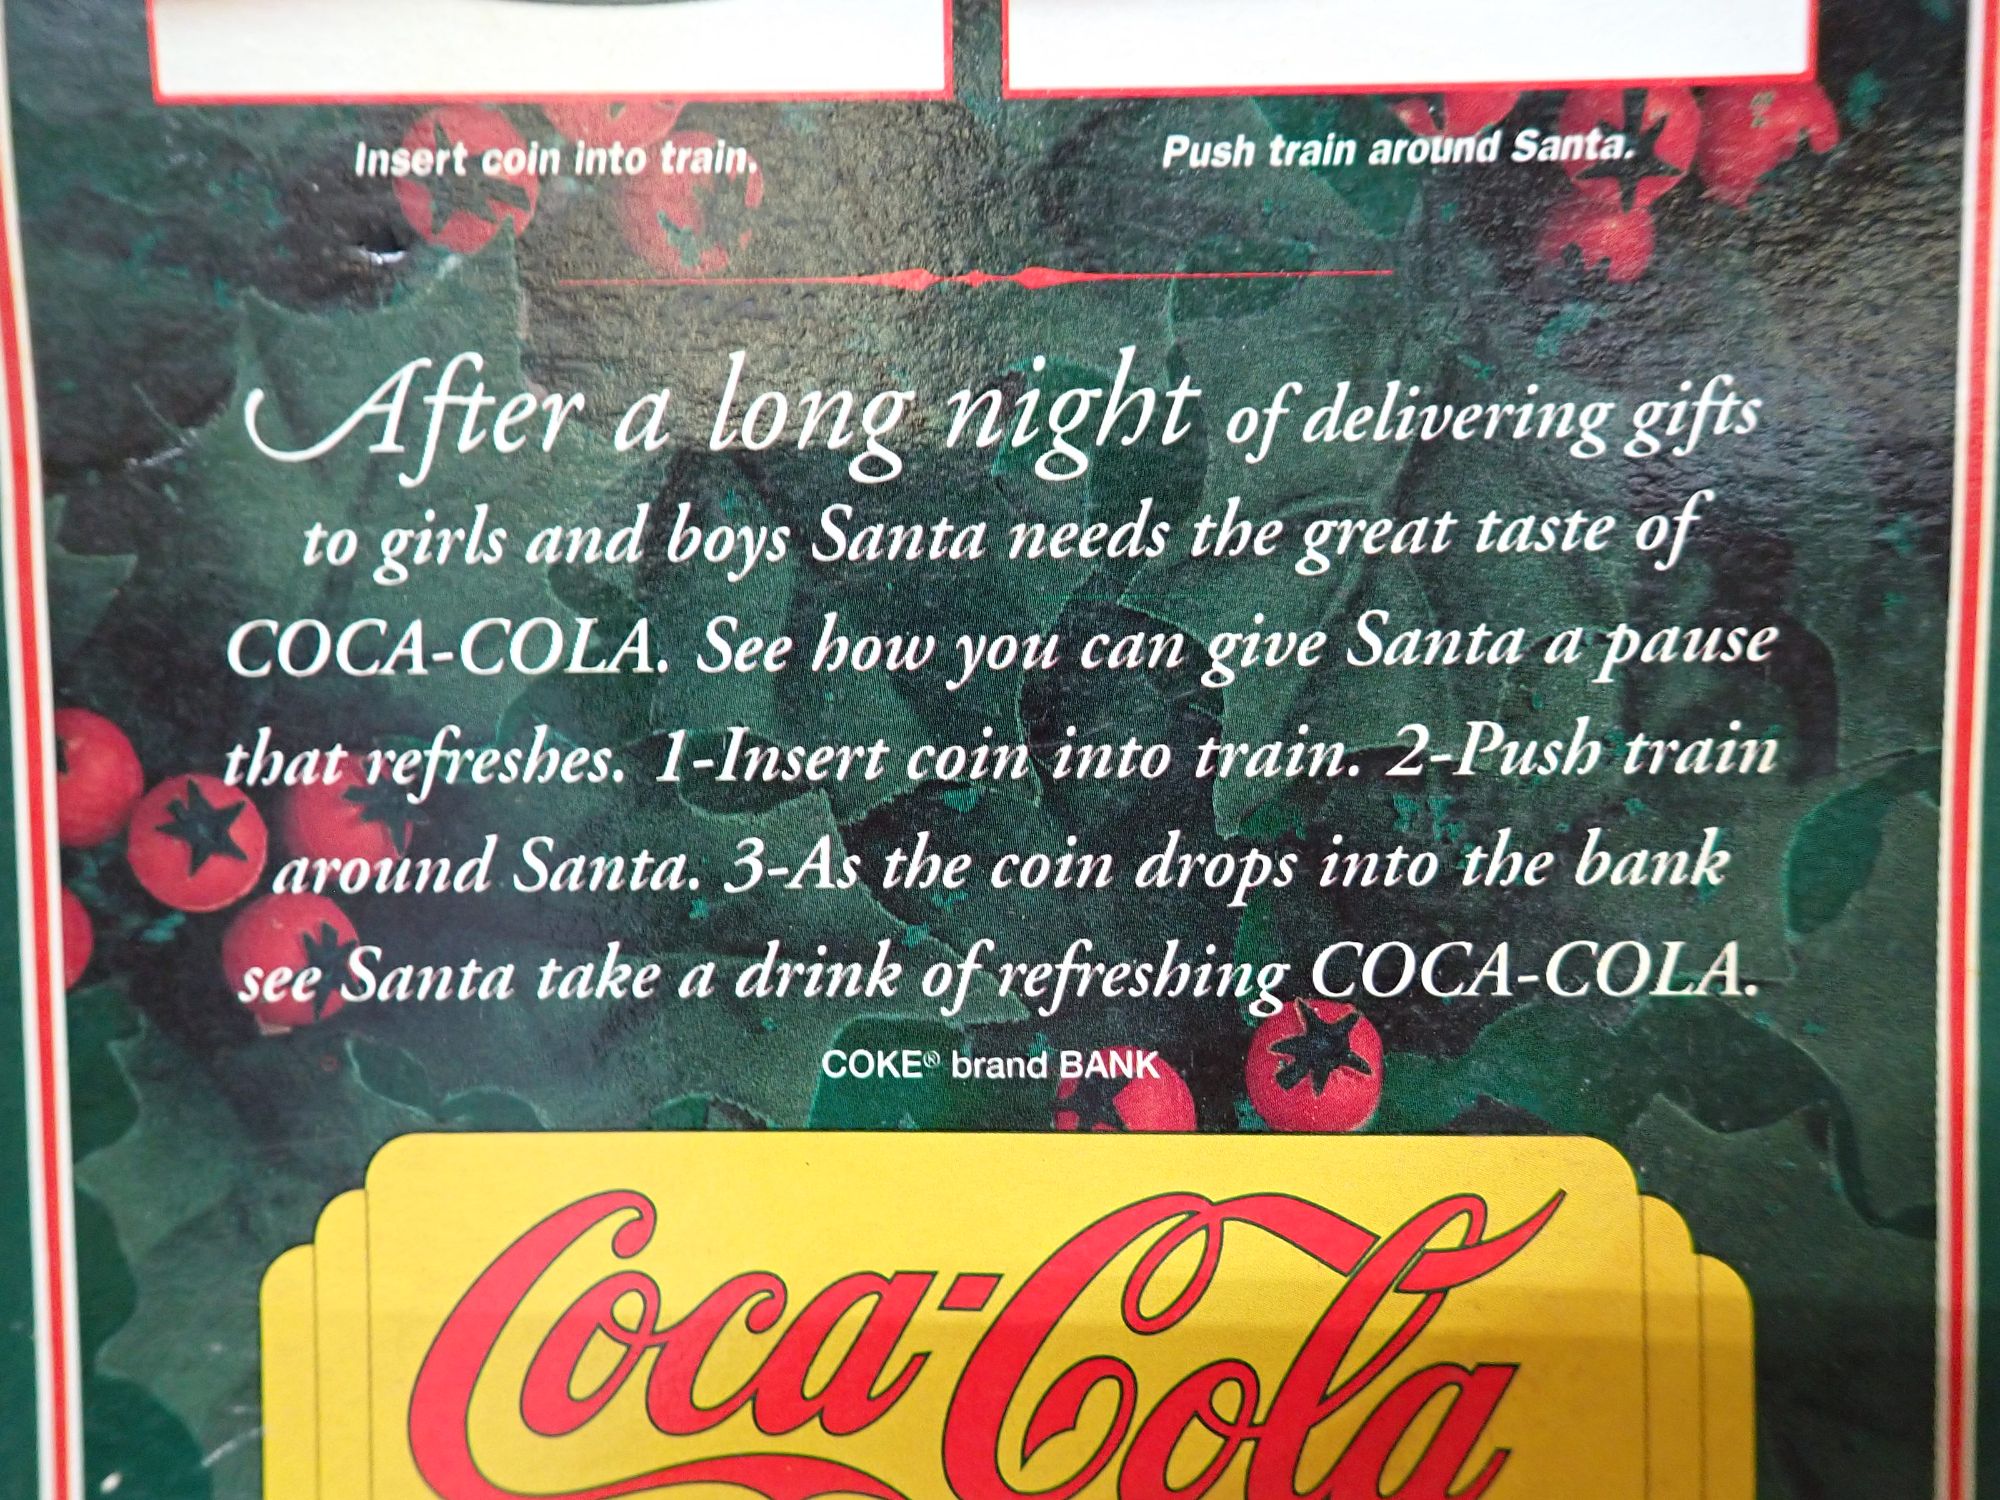 Insert coin into train.
Push train around Santa.
After a long night of delivering gifts
to girls and boys Santa needs the great taste of
COCA-COLA. See how you can give Santa a pause
that refreshes. 1-Insert coin into train. 2-Push train
around Santa. 3-As the coin drops into the bank
see Santa take a drink of refreshing COCA-COLA.
COKE® brand BANK
Coca-Cola